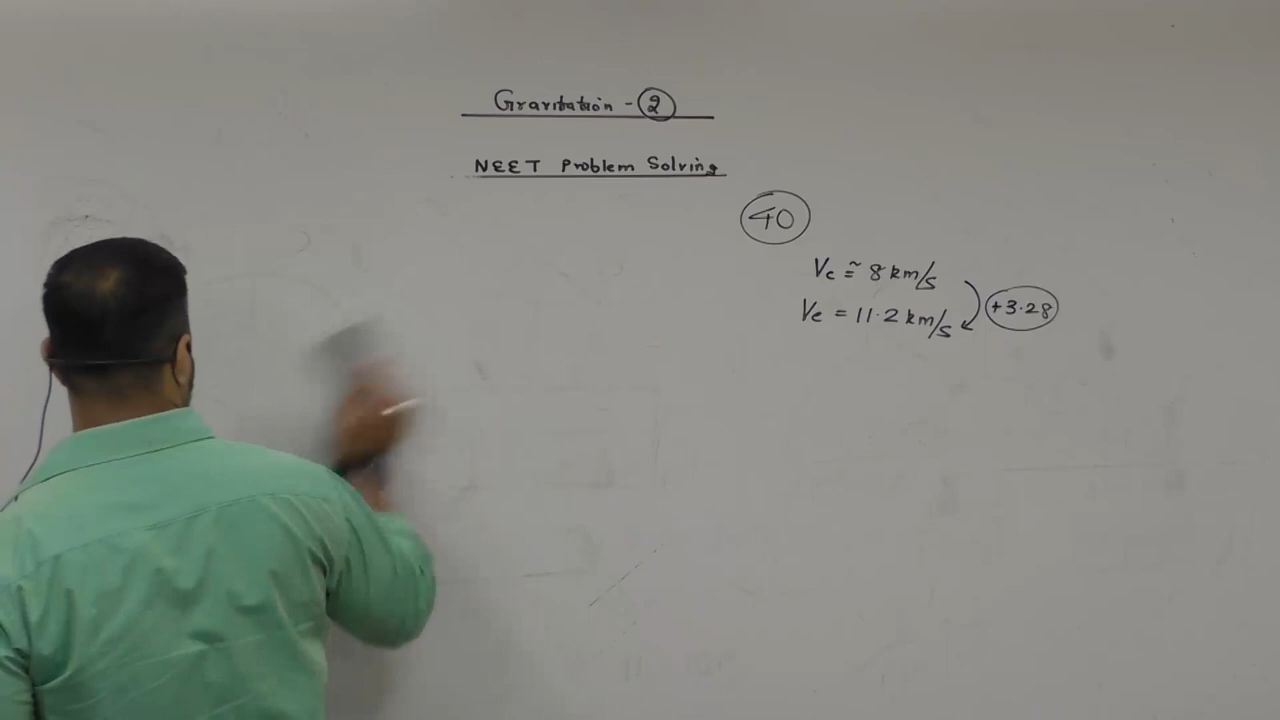 Gravitation - 2
NEET Problem Solving
40
Vc ≃ 8 km/s
Ve = 11.2 km/s
+3.28